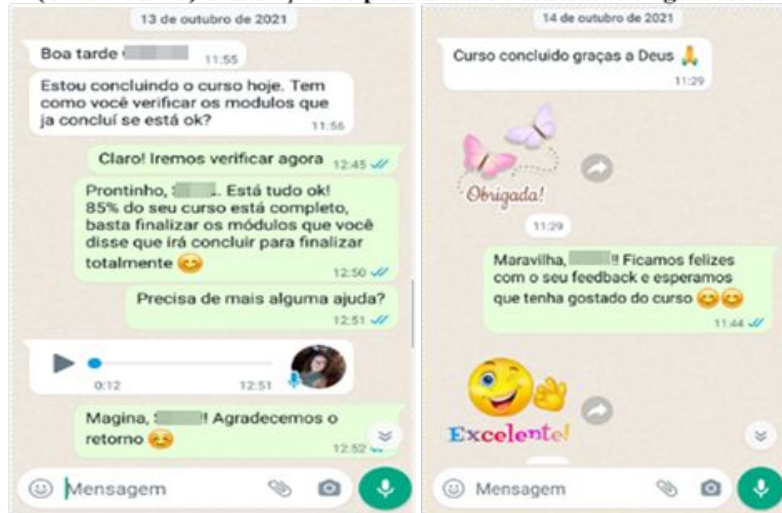 13 de outubro de 2021
Boa tarde
11:55
Estou concluindo o curso hoje. Tem
como você verificar os modulos que
ja concluí se está ok?
11:56
Claro! Iremos verificar agora
12:45
Prontinho,
Está tudo ok!
85% do seu curso está completo,
basta finalizar os módulos que você
disse que irá concluir para finalizar
totalmente 😊
12:50
Precisa de mais alguma ajuda?
12:51
0:12
12:51
Magina, !! Agradecemos o
retorno 😊
12:52
Mensagem
14 de outubro de 2021
Curso concluido graças a Deus 🙏
11:29
Obrigada!
11:29
Maravilha, !! Ficamos felizes
com o seu feedback e esperamos
que tenha gostado do curso 😊😊
11:44
Excelente!
Mensagem